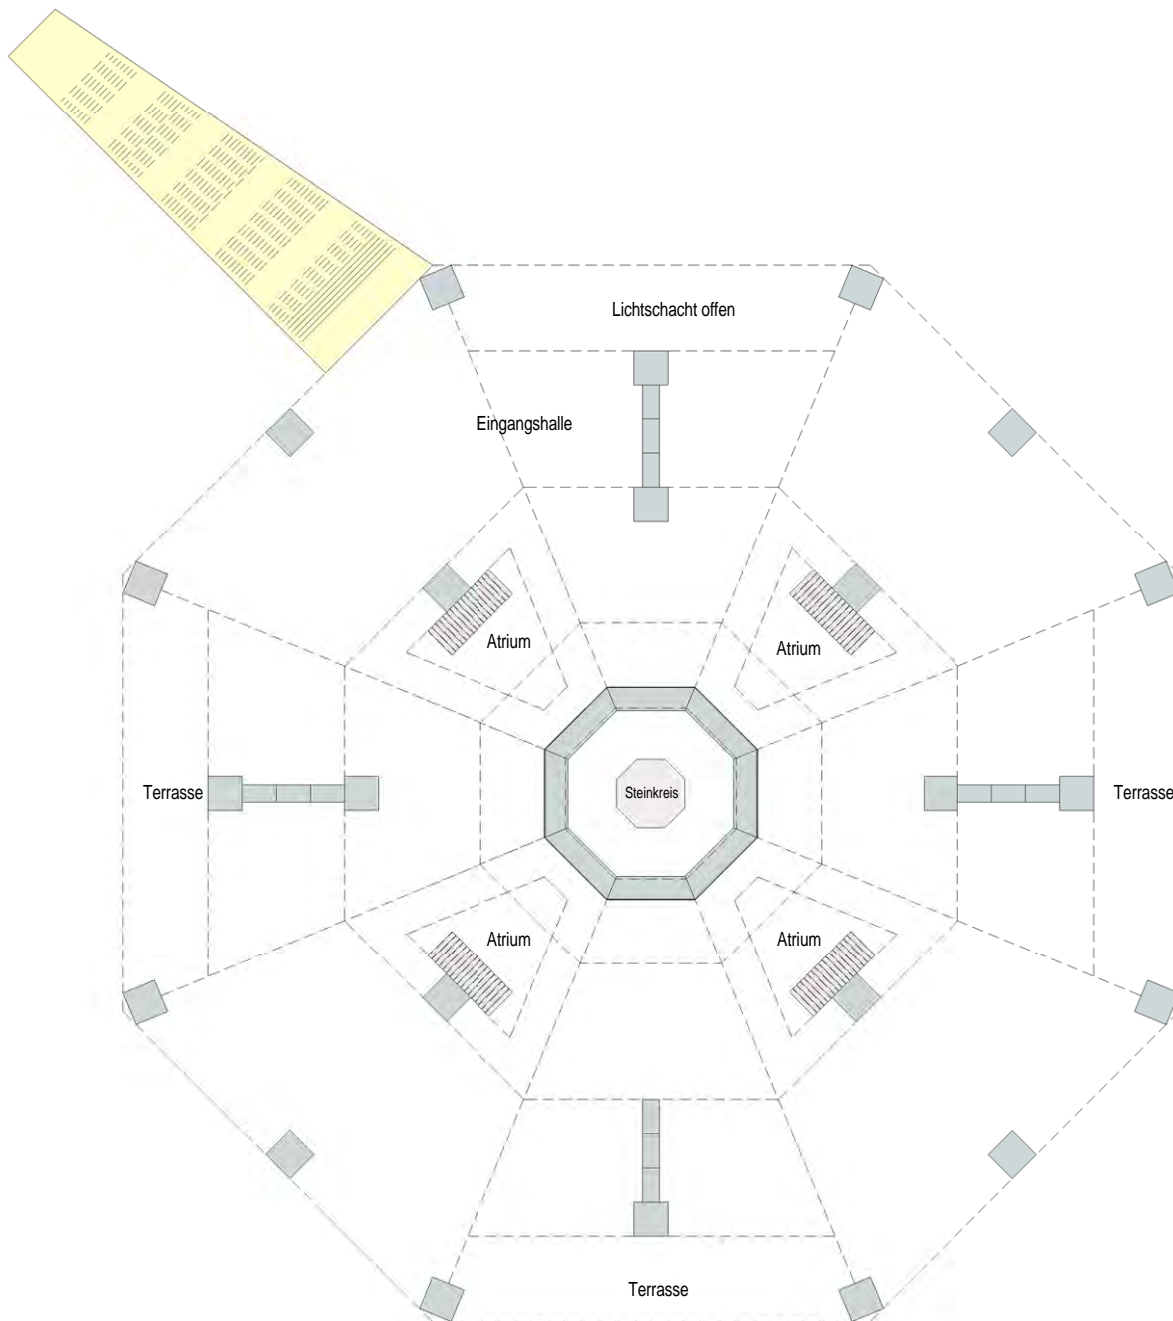 Lichtschacht offen
Eingangshalle
Atrium
Atrium
Terrasse
Steinkreis
Terrasse
Atrium
Atrium
Terrasse